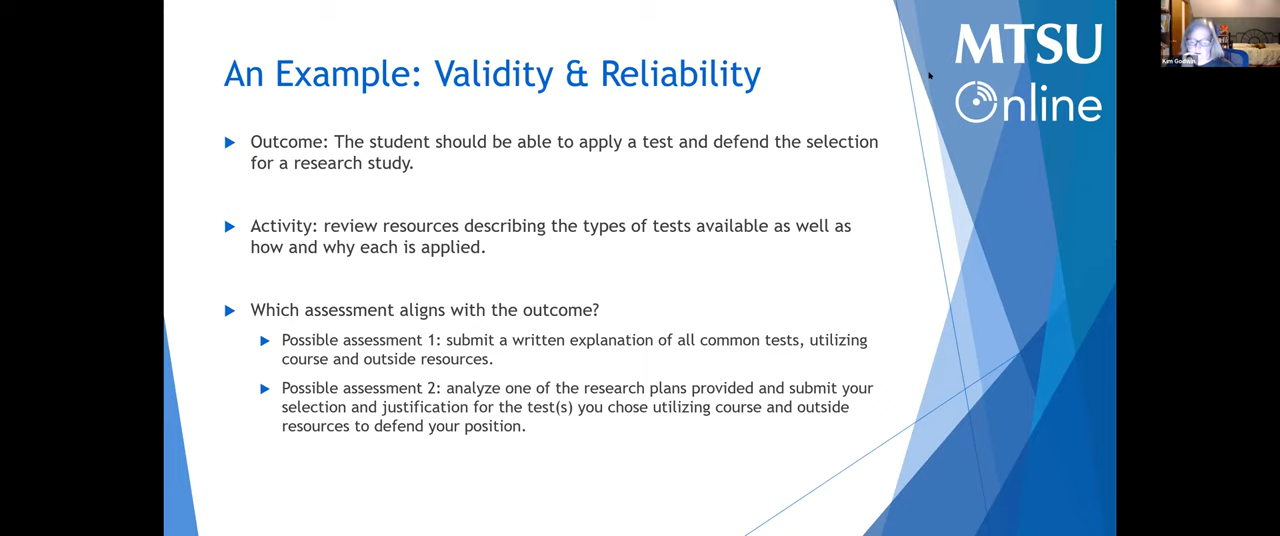 An Example: Validity & Reliability
MTSU
Online
Outcome: The student should be able to apply a test and defend the selection
for a research study.
Activity: review resources describing the types of tests available as well as
how and why each is applied.
Which assessment aligns with the outcome?
Possible assessment 1: submit a written explanation of all common tests, utilizing
course and outside resources.
Possible assessment 2: analyze one of the research plans provided and submit your
selection and justification for the test(s) you chose utilizing course and outside
resources to defend your position.
Kim Godwin